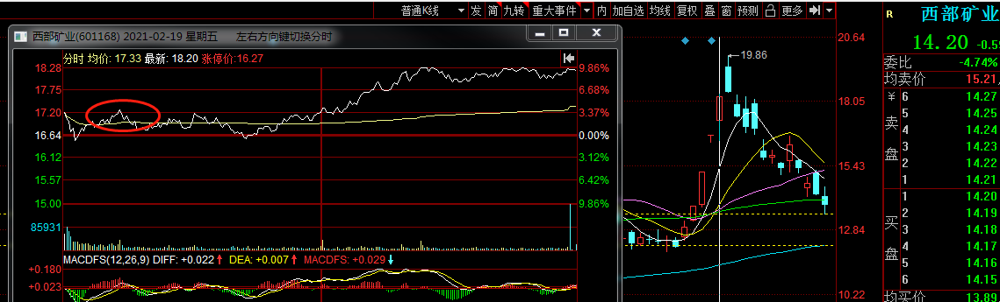 普通K线 发 简 九转 重大事件 内 加自选 均线 复权 叠 窗 预测 更多
R 西部矿业
14.20 -0.59
委比 -4.74%
均卖价 15.21
¥ 6 14.27
5 14.25
卖 4 14.24
3 14.23
盘 2 14.22
1 14.21
1 14.20
2 14.19
买 3 14.18
4 14.17
盘 5 14.16
6 14.15
均买价 13.89
西部矿业(601168) 2021-02-19 星期五 左右方向键切换分时
分时 均价: 17.33 最新: 18.20 涨停价:16.27
18.28 9.86%
17.75 6.68%
17.20 3.37%
16.64 0.00%
16.12 3.12%
15.57 6.42%
15.00 9.86%
85931
MACDFS(12,26,9) DIFF: +0.022 DEA: +0.007 MACDFS: +0.029
+0.180
+0.023
19.86
20.64
18.05
15.43
12.84
10.22